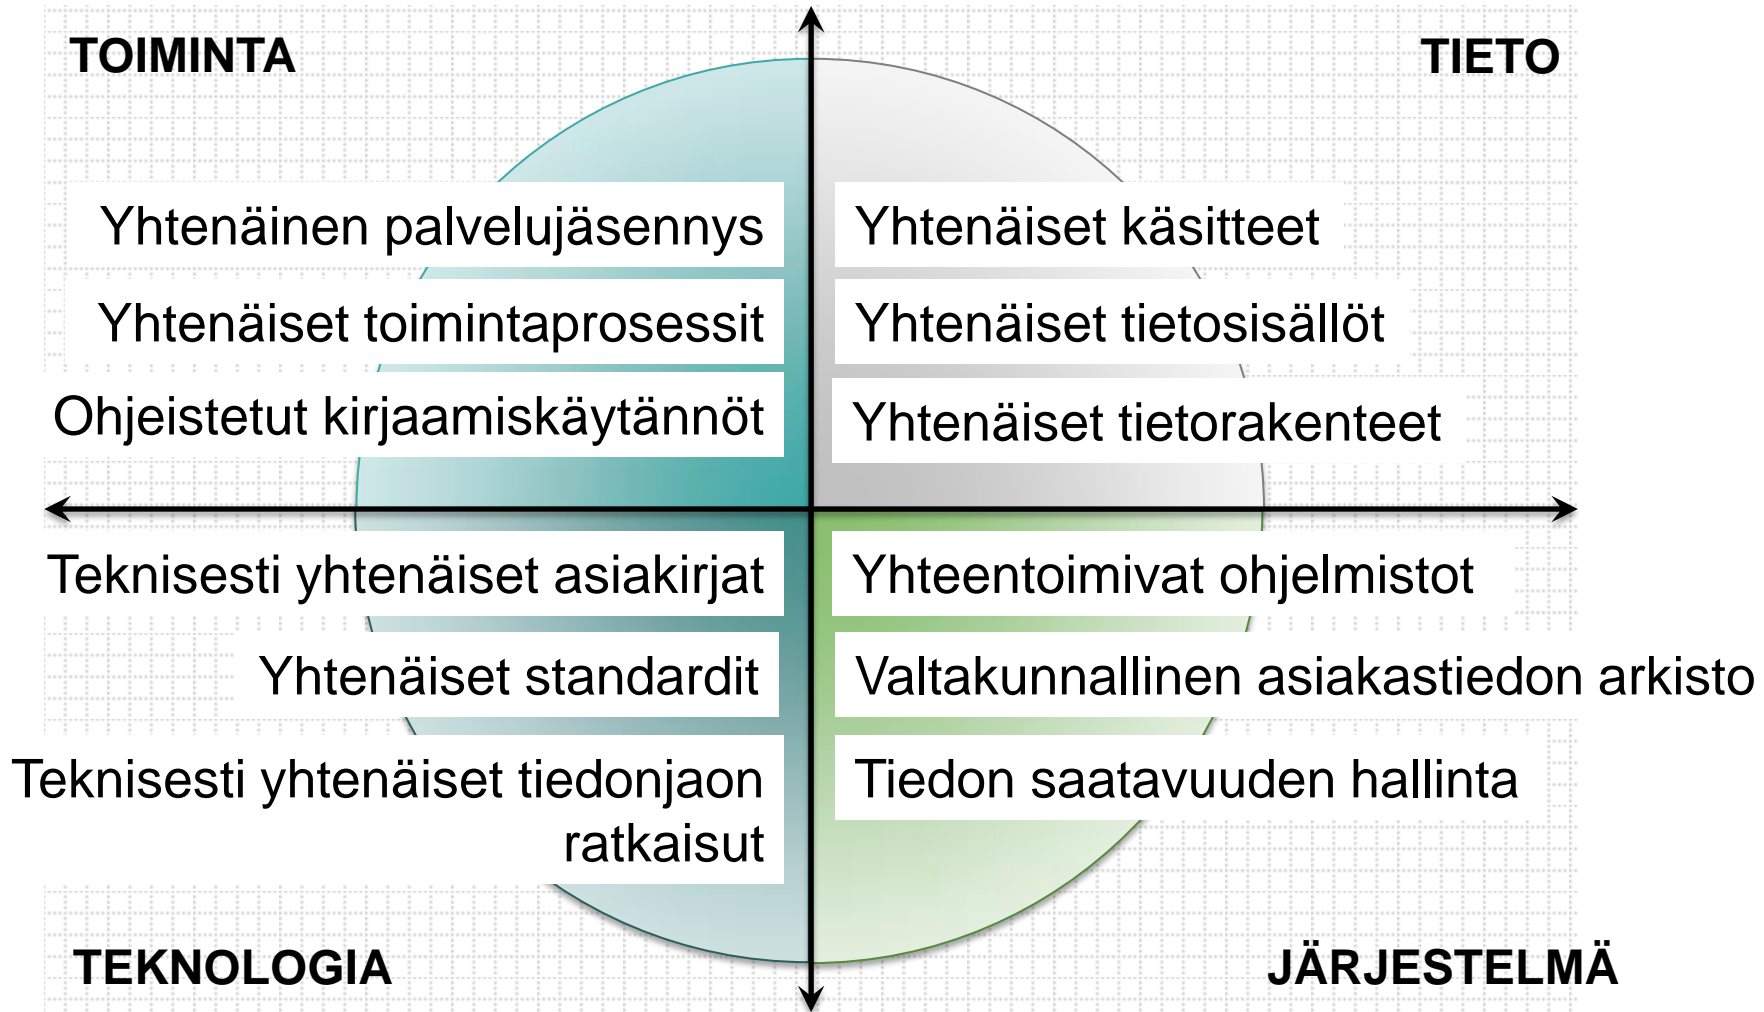 TOIMINTA
TIETO
Yhtenäinen palvelujäsennys
Yhtenäiset toimintaprosessit
Ohjeistetut kirjaamiskäytännöt
Yhtenäiset käsitteet
Yhtenäiset tietosisällöt
Yhtenäiset tietorakenteet
Teknisesti yhtenäiset asiakirjat
Yhtenäiset standardit
Teknisesti yhtenäiset tiedonjaon
ratkaisut
Yhteentoimivat ohjelmistot
Valtakunnallinen asiakastiedon arkisto
Tiedon saatavuuden hallinta
TEKNOLOGIA
JÄRJESTELMÄ